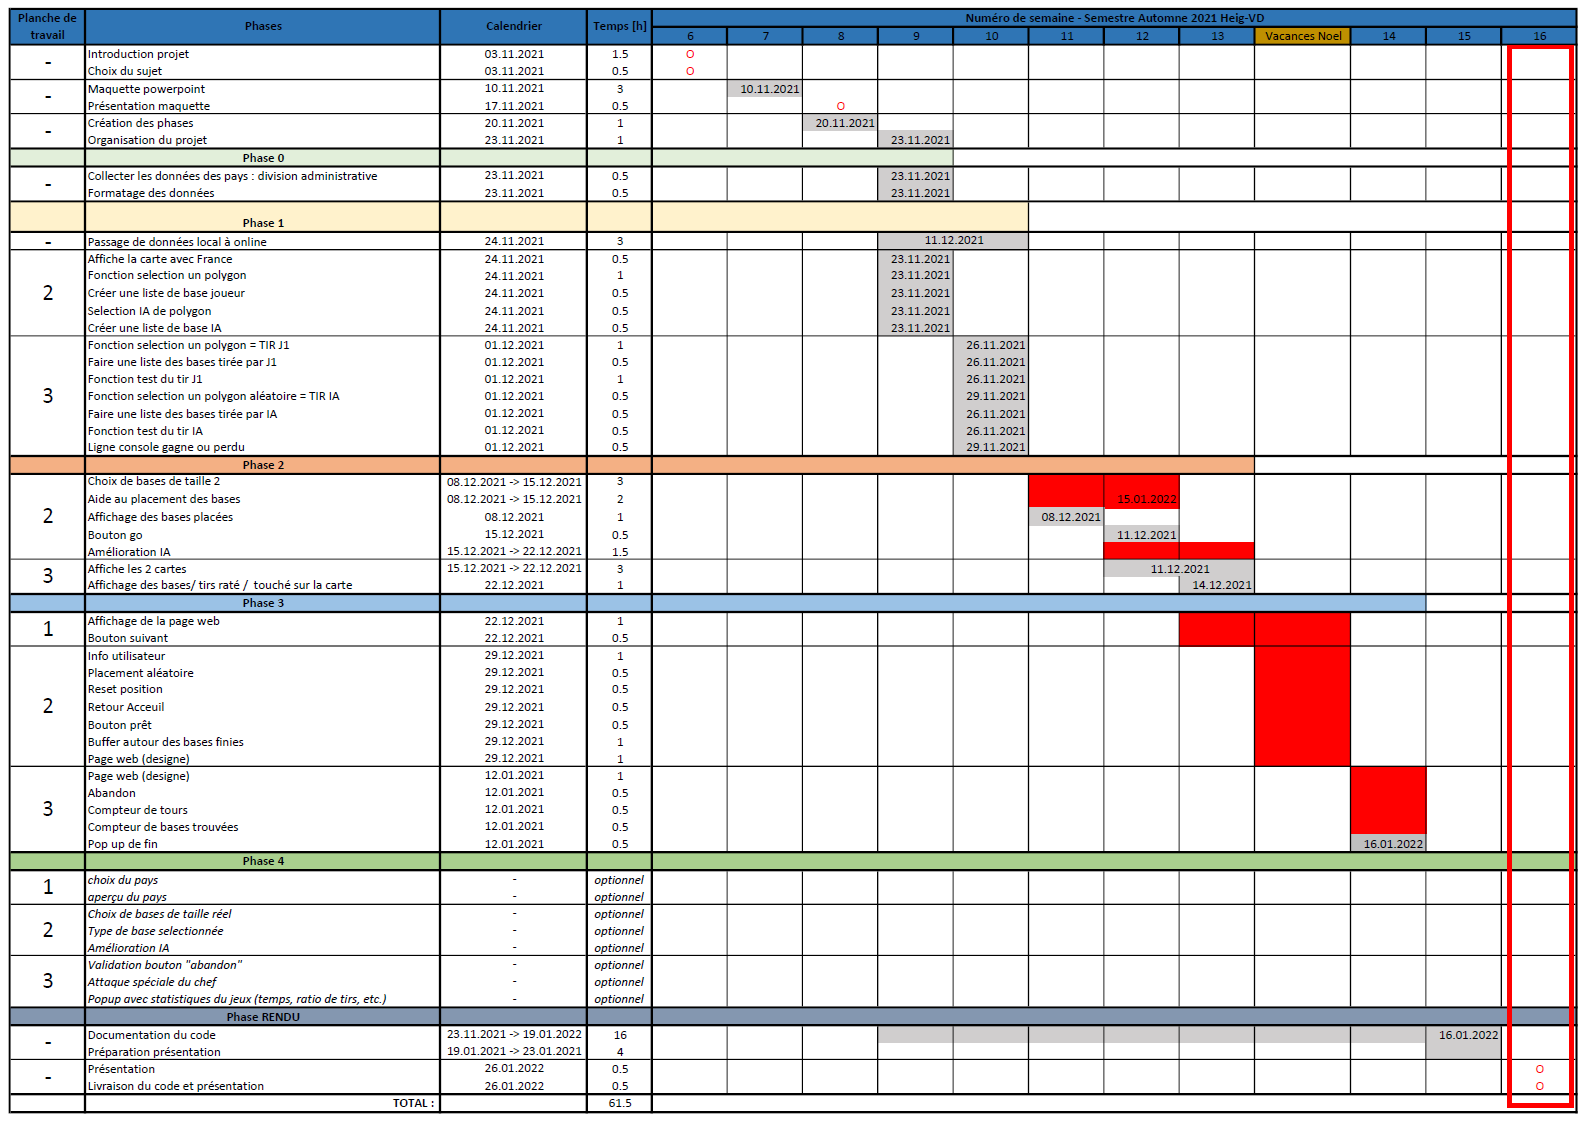 Planche de travail Phases Calendrier Temps [h] Numéro de semaine - Semestre Automne 2021 Heig-VD
6 7 8 9 10 11 12 13 Vacances Noel 14 15 16
- Introduction projet 03.11.2021 1.5 O
Choix du sujet 03.11.2021 0.5 O
- Maquette powerpoint 10.11.2021 3 10.11.2021
Présentation maquette 17.11.2021 0.5 O
- Création des phases 20.11.2021 1 20.11.2021
Organisation du projet 23.11.2021 1 23.11.2021
Phase 0
- Collecter les données des pays : division administrative 23.11.2021 0.5 23.11.2021
Formatage des données 23.11.2021 0.5 23.11.2021
Phase 1
- Passage de données local à online 24.11.2021 3 11.12.2021
2 Affiche la carte avec France 24.11.2021 0.5 23.11.2021
Fonction selection un polygon 24.11.2021 1 23.11.2021
Créer une liste de base joueur 24.11.2021 0.5 23.11.2021
Selection IA de polygon 24.11.2021 0.5 23.11.2021
Créer une liste de base IA 24.11.2021 0.5 23.11.2021
3 Fonction selection un polygon = TIR J1 01.12.2021 1 26.11.2021
Faire une liste des bases tirée par J1 01.12.2021 0.5 26.11.2021
Fonction test du tir J1 01.12.2021 1 26.11.2021
Fonction selection un polygon aléatoire = TIR IA 01.12.2021 0.5 29.11.2021
Faire une liste des bases tirée par IA 01.12.2021 0.5 26.11.2021
Fonction test du tir IA 01.12.2021 0.5 26.11.2021
Ligne console gagne ou perdu 01.12.2021 0.5 29.11.2021
Phase 2
2 Choix de bases de taille 2 08.12.2021 -> 15.12.2021 3
Aide au placement des bases 08.12.2021 -> 15.12.2021 2 15.01.2022
Affichage des bases placées 08.12.2021 1 08.12.2021
Bouton go 15.12.2021 0.5 11.12.2021
Amélioration IA 15.12.2021 -> 22.12.2021 1.5
3 Affiche les 2 cartes 15.12.2021 -> 22.12.2021 3 11.12.2021
Affichage des bases/ tirs raté / touché sur la carte 22.12.2021 1 14.12.2021
Phase 3
1 Affichage de la page web 22.12.2021 1
Bouton suivant 22.12.2021 0.5
2 Info utilisateur 29.12.2021 1
Placement aléatoire 29.12.2021 0.5
Reset position 29.12.2021 0.5
Retour Acceuil 29.12.2021 0.5
Bouton prêt 29.12.2021 0.5
Buffer autour des bases finies 29.12.2021 1
Page web (designe) 29.12.2021 1
3 Page web (designe) 12.01.2021 1
Abandon 12.01.2021 0.5
Compteur de tours 12.01.2021 0.5
Compteur de bases trouvées 12.01.2021 0.5
Pop up de fin 12.01.2021 0.5 16.01.2022
Phase 4
1 choix du pays - optionnel
aperçu du pays - optionnel
2 Choix de bases de taille réel - optionnel
Type de base selectionnée - optionnel
Amélioration IA - optionnel
3 Validation bouton "abandon" - optionnel
Attaque spéciale du chef - optionnel
Popup avec statistiques du jeux (temps, ratio de tirs, etc.) - optionnel
Phase RENDU
- Documentation du code 23.11.2021 -> 19.01.2022 16 16.01.2022
Préparation présentation 19.01.2021 -> 23.01.2021 4
- Présentation 26.01.2022 0.5 O
Livraison du code et présentation 26.01.2022 0.5 O
TOTAL : 61.5